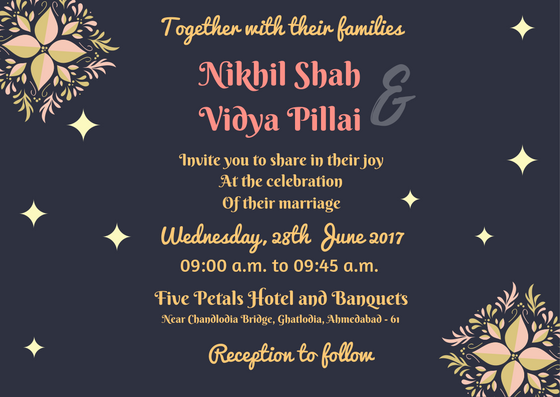 Together with their families
Nikhil Shah
&
Vidya Pillai
Invite you to share in their joy
At the celebration
Of their marriage
Wednesday, 28th June 2017
09:00 a.m. to 09:45 a.m.
Five Petals Hotel and Banquets
Near Chandlodia Bridge, Ghatlodia, Ahmedabad - 61
Reception to follow